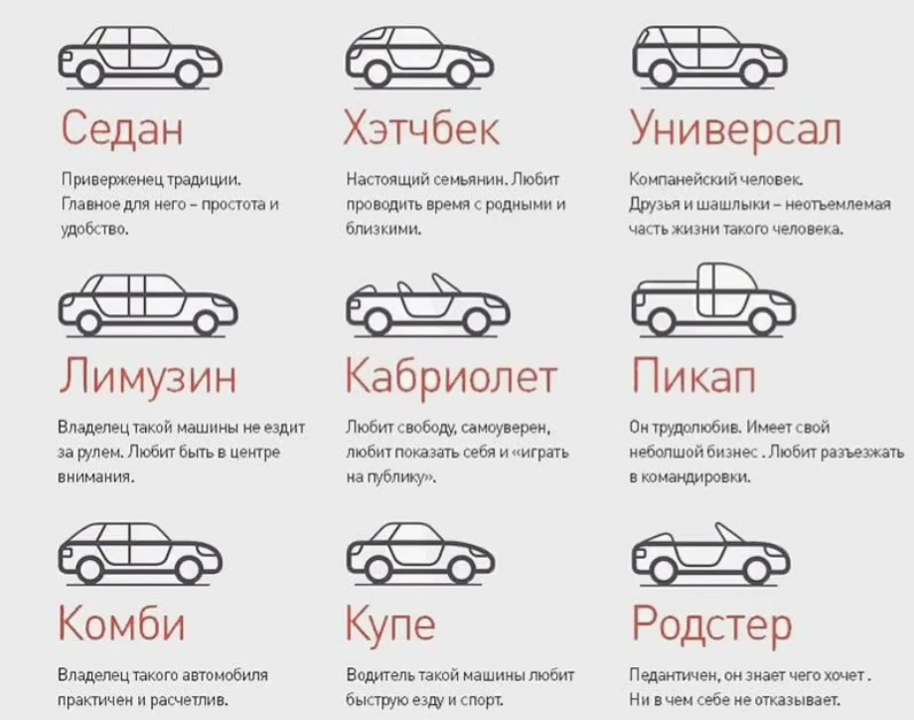 Седан
Хэтчбек
Универсал
Приверженец традиции.
Главное для него – простота и
удобство.
Настоящий семьянин. Любит
проводить время с родными и
близкими.
Компанейский человек.
Друзья и шашлыки – неотъемлемая
часть жизни такого человека.
Лимузин
Кабриолет
Пикап
Владелец такой машины не ездит
за рулем. Любит быть в центре
внимания.
Любит свободу, самоуверен,
любит показать себя и «играть
на публику».
Он трудолюбив. Имеет свой
неболшой бизнес . Любит разъезжать
в командировки.
Комби
Купе
Родстер
Владелец такого автомобиля
практичен и расчетлив.
Водитель такой машины любит
быструю езду и спорт.
Педантичен, он знает чего хочет .
Ни в чем себе не отказывает.